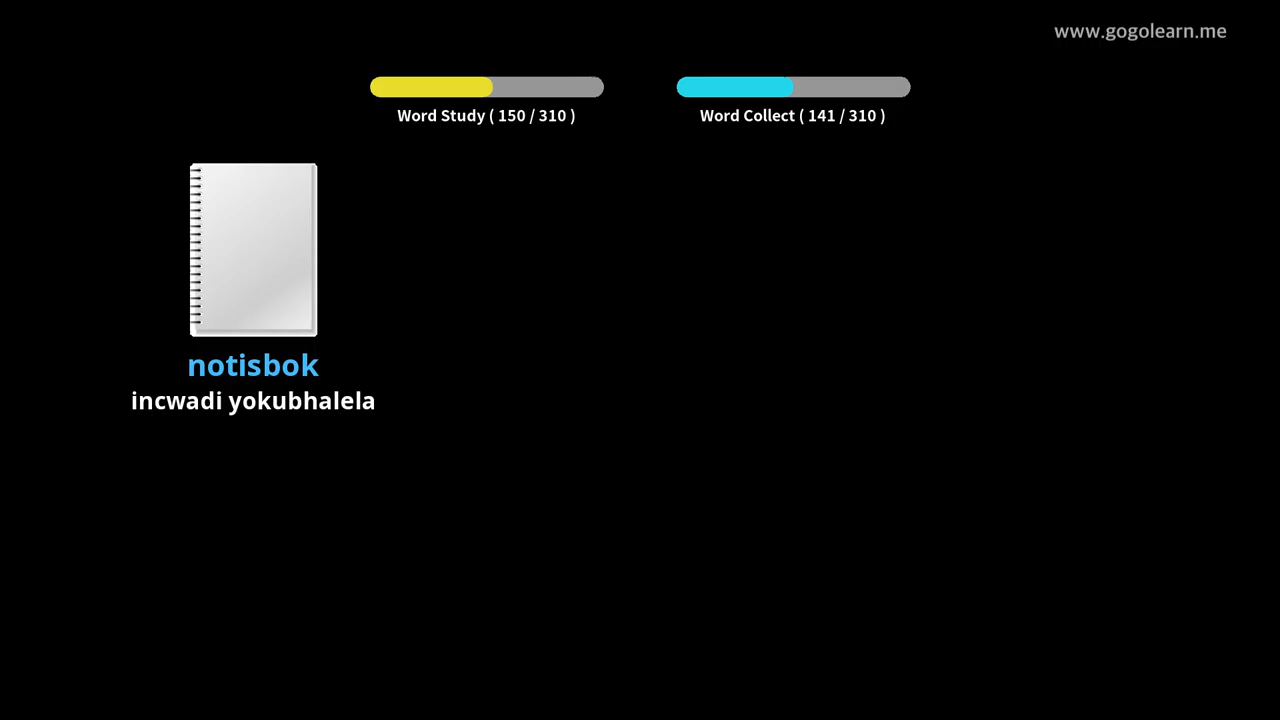 www.gogolearn.me
Word Study ( 150 / 310 )
Word Collect ( 141 / 310 )
notisbok
incwadi yokubhalela